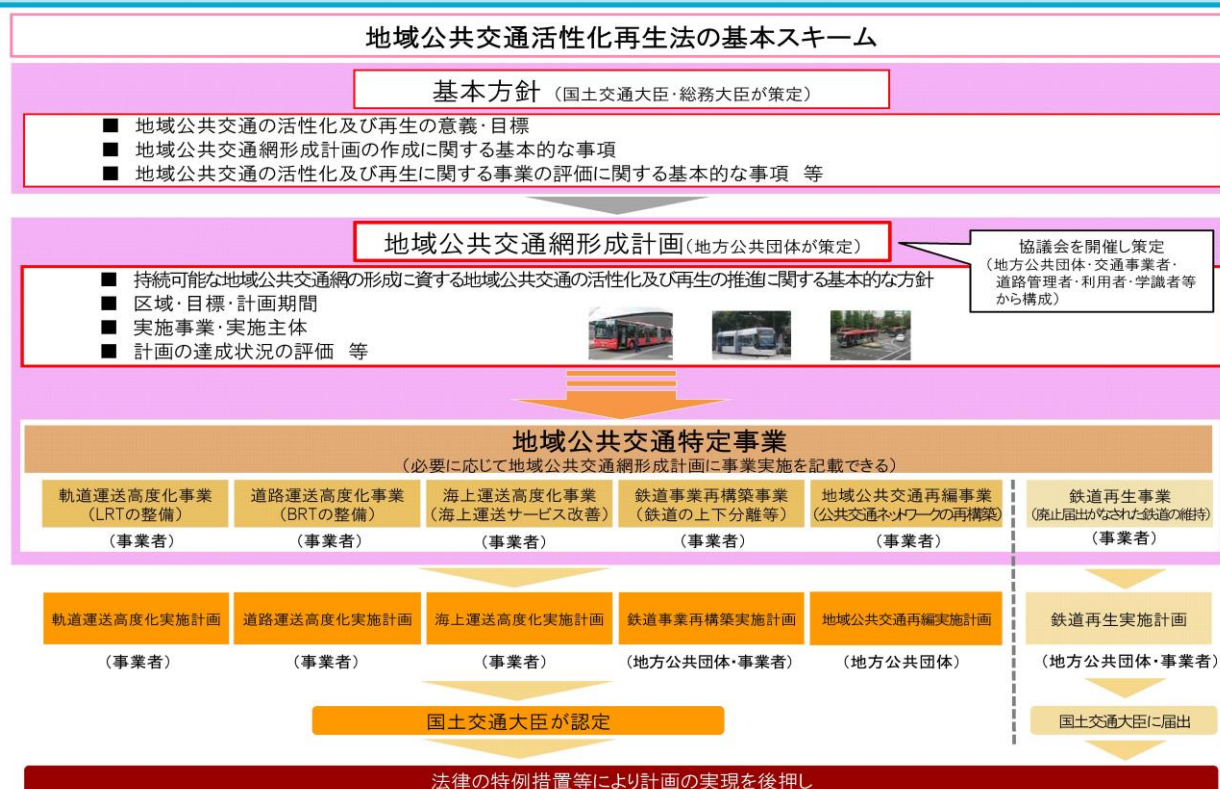 地域公共交通活性化再生法の基本スキーム
基本方針（国土交通大臣･総務大臣が策定）
■ 地域公共交通の活性化及び再生の意義･目標
■ 地域公共交通網形成計画の作成に関する基本的な事項
■ 地域公共交通の活性化及び再生に関する事業の評価に関する基本的な事項 等
地域公共交通網形成計画（地方公共団体が策定）
協議会を開催し策定
（地方公共団体･交通事業者･
道路管理者･利用者･学識者等
から構成）
■ 持続可能な地域公共交通網の形成に資する地域公共交通の活性化及び再生の推進に関する基本的な方針
■ 区域･目標･計画期間
■ 実施事業･実施主体
■ 計画の達成状況の評価 等
地域公共交通特定事業
（必要に応じて地域公共交通網形成計画に事業実施を記載できる）
軌道運送高度化事業
（LRTの整備）
（事業者）
道路運送高度化事業
（BRTの整備）
（事業者）
海上運送高度化事業
（海上運送サービス改善）
（事業者）
鉄道事業再構築事業
（鉄道の上下分離等）
（事業者）
地域公共交通再編事業
（公共交通ネットワークの再構築）
（事業者）
鉄道再生事業
（廃止届出がなされた鉄道の維持）
（事業者）
軌道運送高度化実施計画
（事業者）
道路運送高度化実施計画
（事業者）
海上運送高度化実施計画
（事業者）
鉄道事業再構築実施計画
（地方公共団体･事業者）
地域公共交通再編実施計画
（地方公共団体）
鉄道再生実施計画
（地方公共団体･事業者）
国土交通大臣が認定
国土交通大臣に届出
法律の特例措置等により計画の実現を後押し